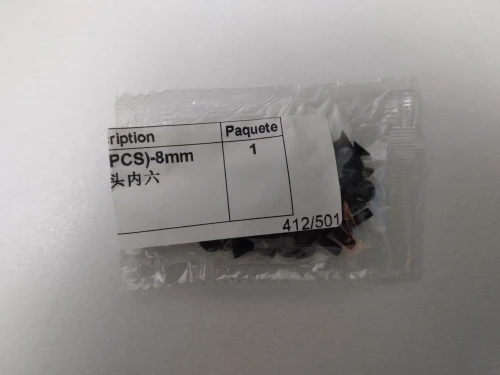 ription Paquete
PCS)-8mm 1
头内六
412/501